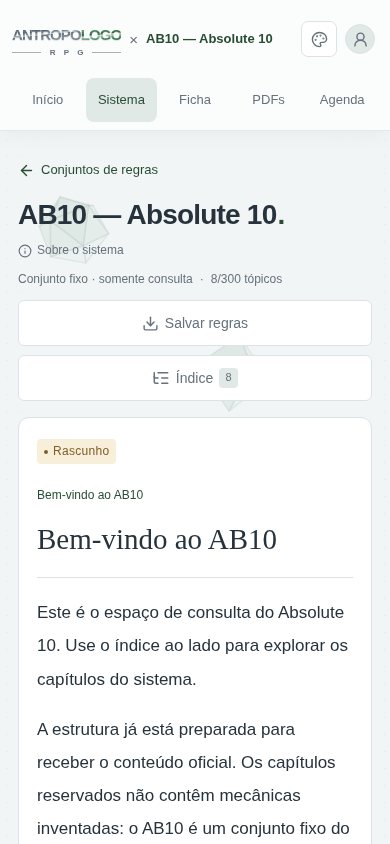 ANTROPOLOGO
RPG
× AB10 — Absolute 10
Início
Sistema
Ficha
PDFs
Agenda
← Conjuntos de regras
AB10 — Absolute 10.
Sobre o sistema
Conjunto fixo · somente consulta · 8/300 tópicos
Salvar regras
Índice 8
• Rascunho
Bem-vindo ao AB10
Bem-vindo ao AB10
Este é o espaço de consulta do Absolute
10. Use o índice ao lado para explorar os
capítulos do sistema.
A estrutura já está preparada para
receber o conteúdo oficial. Os capítulos
reservados não contêm mecânicas
inventadas: o AB10 é um conjunto fixo do